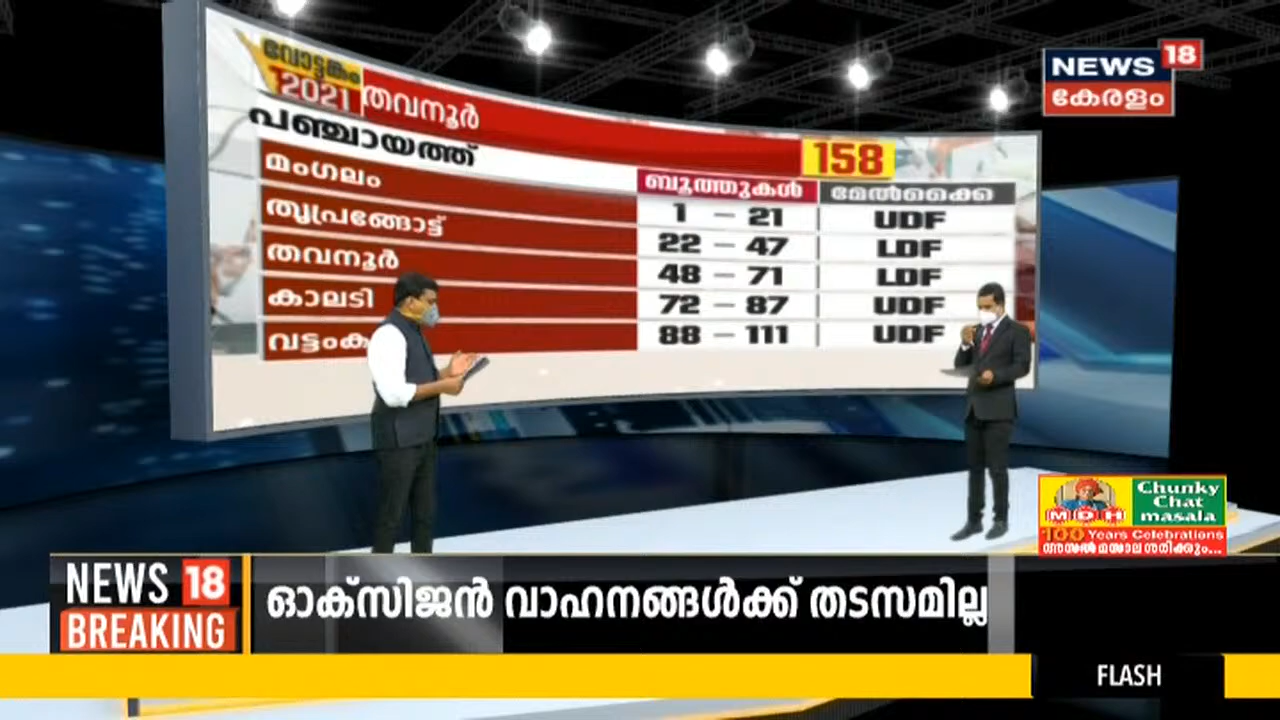 വോട്ടങ്കം
2021
തവനൂർ
158
പഞ്ചായത്ത്
ബൂത്തുകൾ
മേൽക്കൈ
മംഗലം
1 – 21
UDF
തൃപ്രങ്ങോട്ട്
22 – 47
LDF
തവനൂർ
48 – 71
LDF
കാലടി
72 – 87
UDF
88 – 111
UDF
NEWS 18
കേരളം
MDH
Chunky
Chat
masala
100 Years Celebrations
NEWS 18
BREAKING
ഓക്സിജൻ വാഹനങ്ങൾക്ക് തടസമില്ല
FLASH